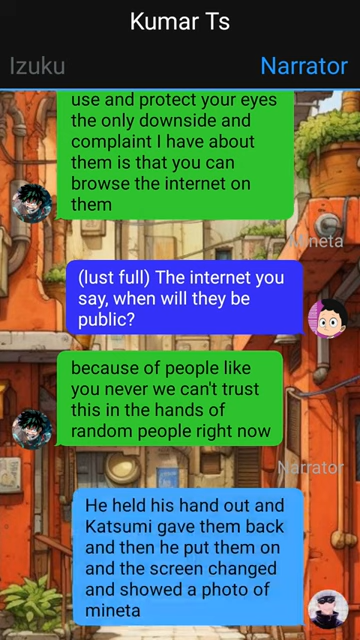 Kumar Ts
Izuku
Narrator
use and protect your eyes
the only downside and
complaint I have about
them is that you can
browse the internet on
them
Mineta
(lust full) The internet you
say, when will they be
public?
because of people like
you never we can't trust
this in the hands of
random people right now
Narrator
He held his hand out and
Katsumi gave them back
and then he put them on
and the screen changed
and showed a photo of
mineta